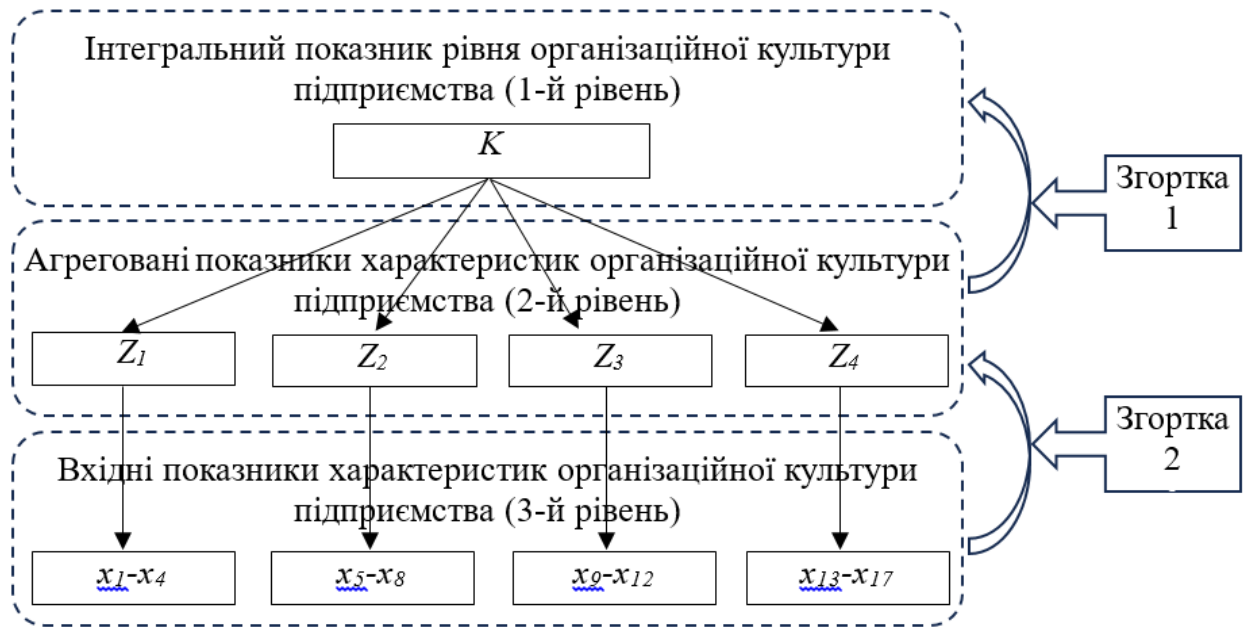 Інтегральний показник рівня організаційної культури
підприємства (1-й рівень)
K
Згортка
1
Агреговані показники характеристик організаційної культури
підприємства (2-й рівень)
Z1 Z2 Z3 Z4
Згортка
2
Вхідні показники характеристик організаційної культури
підприємства (3-й рівень)
x1-x4 x5-x8 x9-x12 x13-x17